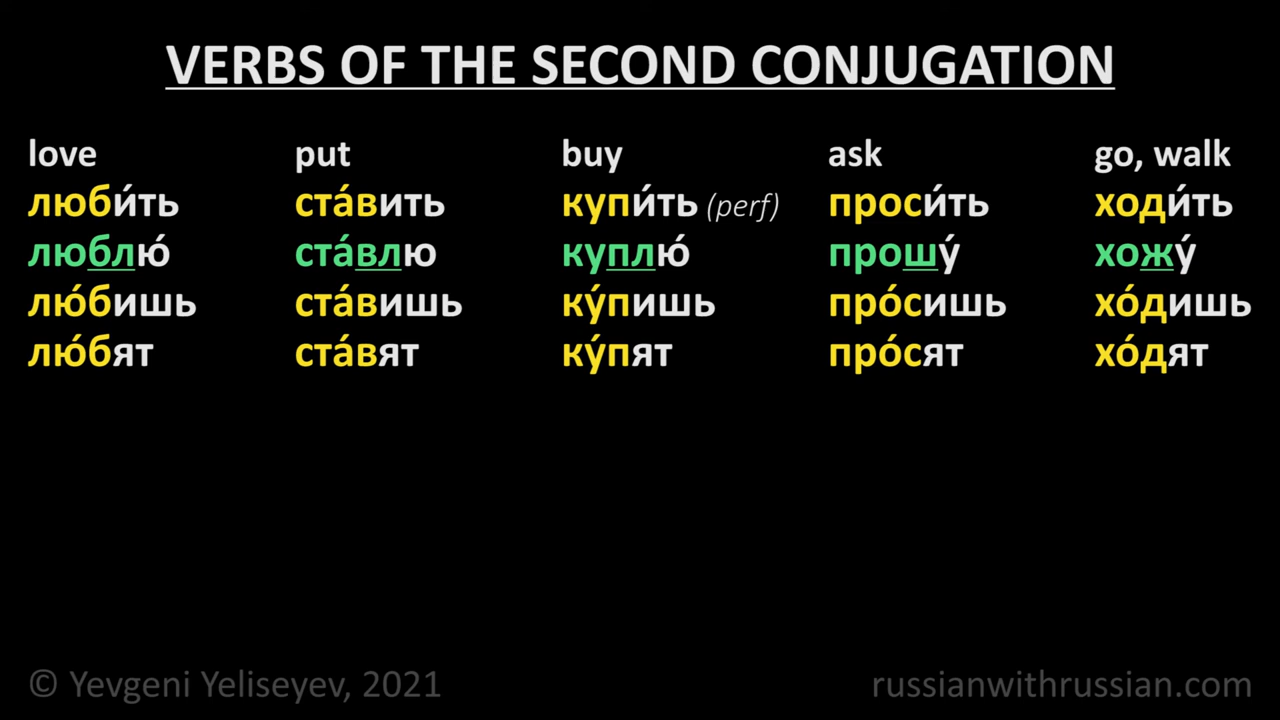 VERBS OF THE SECOND CONJUGATION
love put buy ask go, walk
люби́ть ста́вить купи́ть (perf) проси́ть ходи́ть
люблю́ ста́влю куплю́ прошу́ хожу́
лю́бишь ста́вишь ку́пишь про́сишь хо́дишь
лю́бят ста́вят ку́пят про́сят хо́дят
© Yevgeni Yeliseyev, 2021 russianwithrussian.com